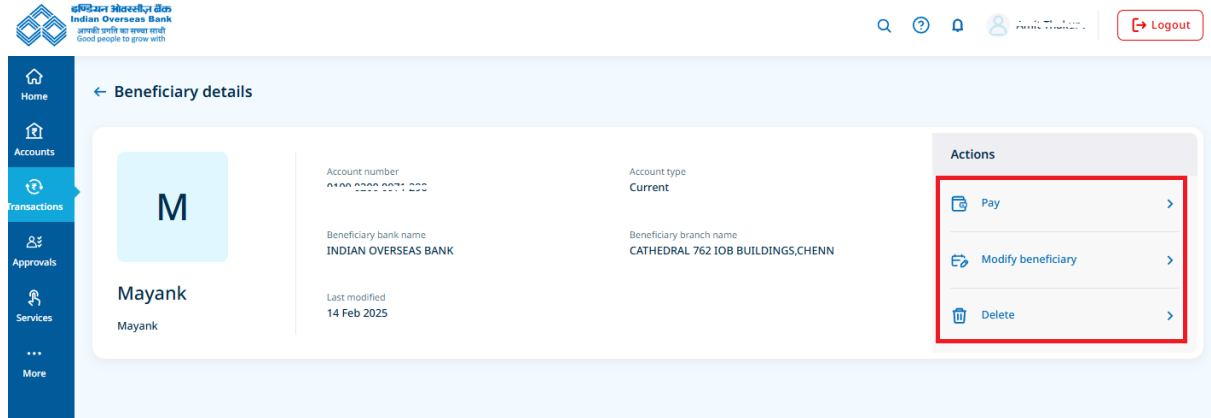 इण्डियन ओवरसीज़ बैंक
Indian Overseas Bank
आपकी प्रगति का सच्चा साथी
Good people to grow with
Logout
Home
Accounts
Transactions
Approvals
Services
More
← Beneficiary details
M
Mayank
Mayank
Account number
Account type
Current
Beneficiary bank name
INDIAN OVERSEAS BANK
Beneficiary branch name
CATHEDRAL 762 IOB BUILDINGS,CHENN
Last modified
14 Feb 2025
Actions
Pay
Modify beneficiary
Delete